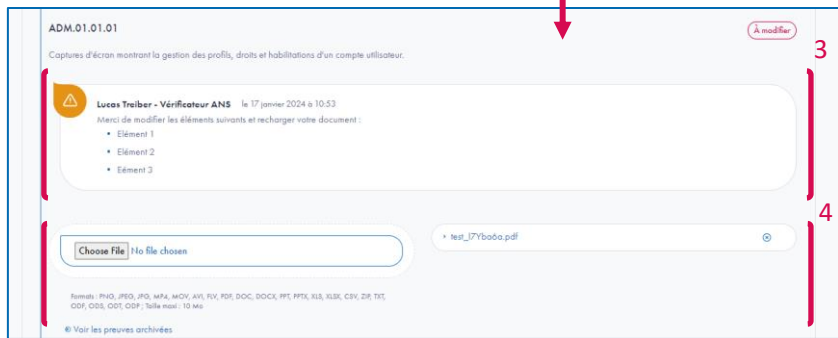 ADM.01.01.01
À modifier
Captures d'écran montrant la gestion des profils, droits et habilitations d'un compte utilisateur.
3
Lucas Treiber - Vérificateur ANS le 17 janvier 2024 à 10:53
Merci de modifier les éléments suivants et recharger votre document :
• Elément 1
• Elément 2
• Eément 3
4
Choose File No file chosen
test_l7Yba6a.pdf
Formats : PNG, JPEG, JPG, MP4, MOV, AVI, FLV, PDF, DOC, DOCX, PPT, PPTX, XLS, XLSX, CSV, ZIP, TXT,
ODF, ODS, ODT, ODP ; Taille maxi : 10 Mo
Voir les preuves archivées